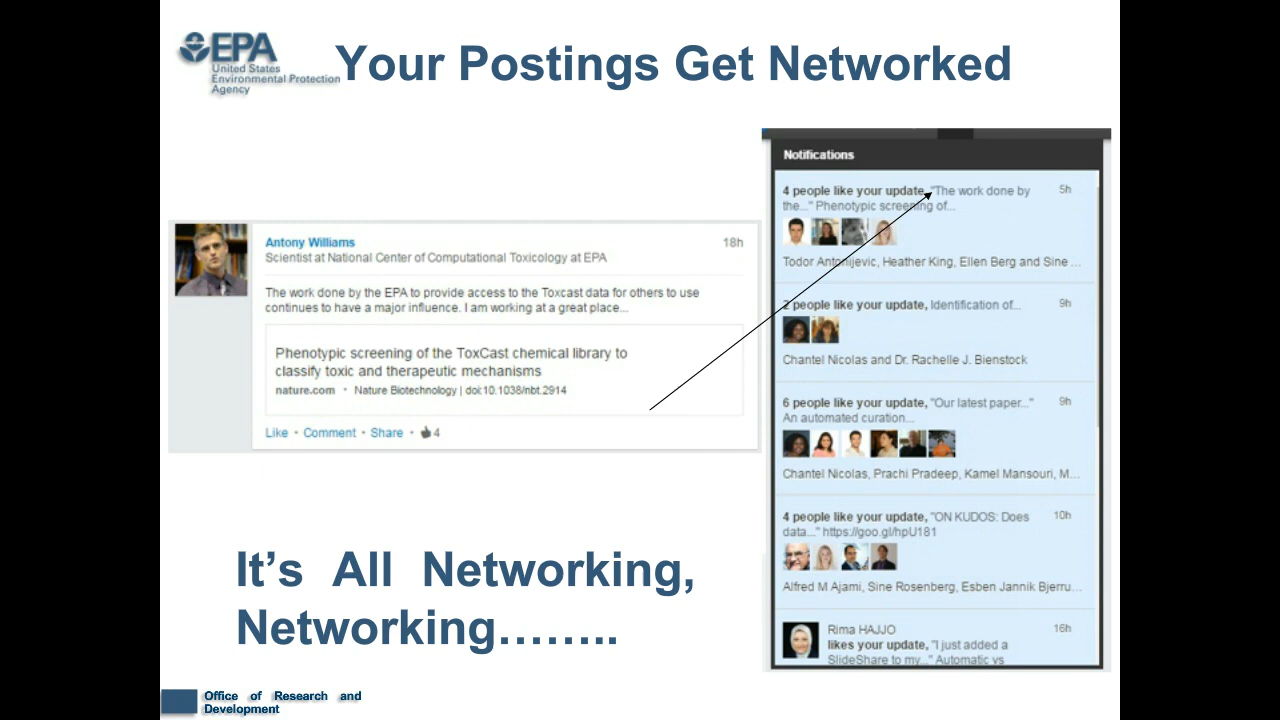 EPA
United States
Environmental Protection
Agency
Your Postings Get Networked
Antony Williams 18h
Scientist at National Center of Computational Toxicology at EPA
The work done by the EPA to provide access to the Toxcast data for others to use
continues to have a major influence. I am working at a great place...
Phenotypic screening of the ToxCast chemical library to
classify toxic and therapeutic mechanisms
nature.com • Nature Biotechnology | doi:10.1038/nbt.2914
Like • Comment • Share • 4
Notifications
4 people like your update, "The work done by 5h
the..." Phenotypic screening of...
Todor Antonijevic, Heather King, Ellen Berg and Sine ...
2 people like your update, Identification of... 9h
Chantel Nicolas and Dr. Rachelle J. Bienstock
6 people like your update, "Our latest paper..." 9h
An automated curation...
Chantel Nicolas, Prachi Pradeep, Kamel Mansouri, M...
4 people like your update, "ON KUDOS: Does 10h
data..." https://goo.gl/hpU181
Alfred M Ajami, Sine Rosenberg, Esben Jannik Bjerru...
Rima HAJJO 16h
likes your update, "I just added a
SlideShare to my..." Automatic vs
It's All Networking,
Networking........
Office of Research and
Development